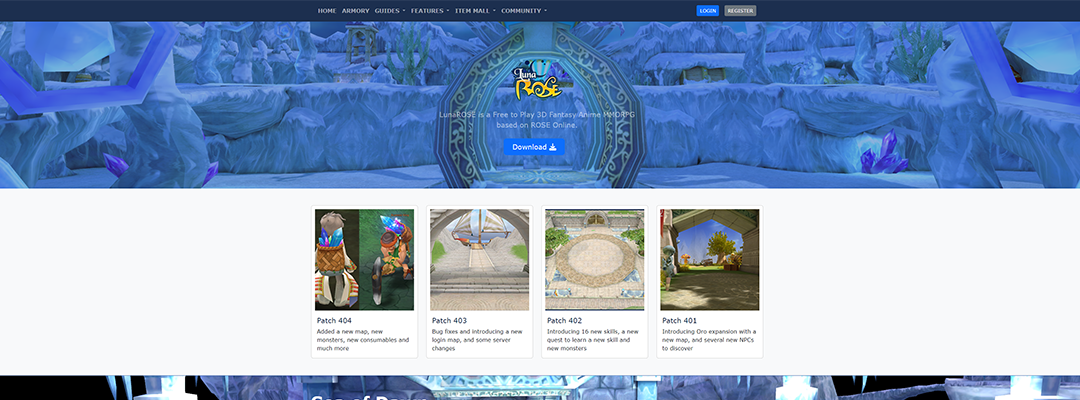 HOME ARMORY GUIDES FEATURES ITEM MALL COMMUNITY LOGIN REGISTER
Luna
ROSE
LunaROSE is a Free to Play 3D Fantasy Anime MMORPG
based on ROSE Online.
Download
Patch 404
Added a new map, new
monsters, new consumables and
much more
Patch 403
Bug fixes and introducing a new
login map, and some server
changes
Patch 402
Introducing 16 new skills, a new
quest to learn a new skill and
new monsters
Patch 401
Introducing Oro expansion with a
new map, and several new NPCs
to discover